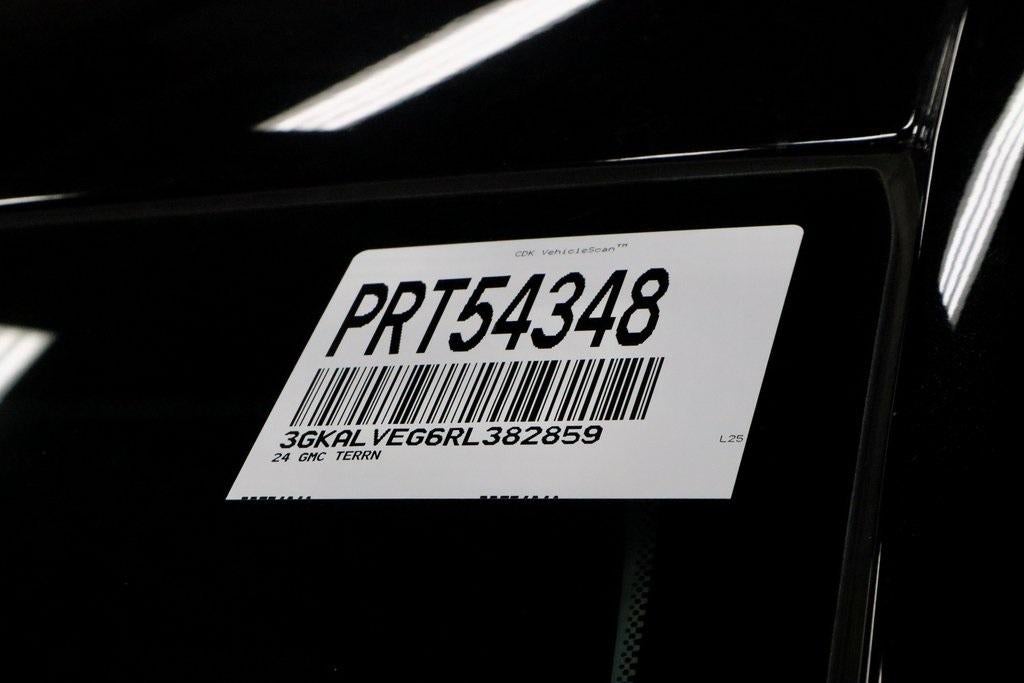 CDK VehicleScan™
PRT54348
3GKALVEG6RL382859
24 GMC TERRN
L25